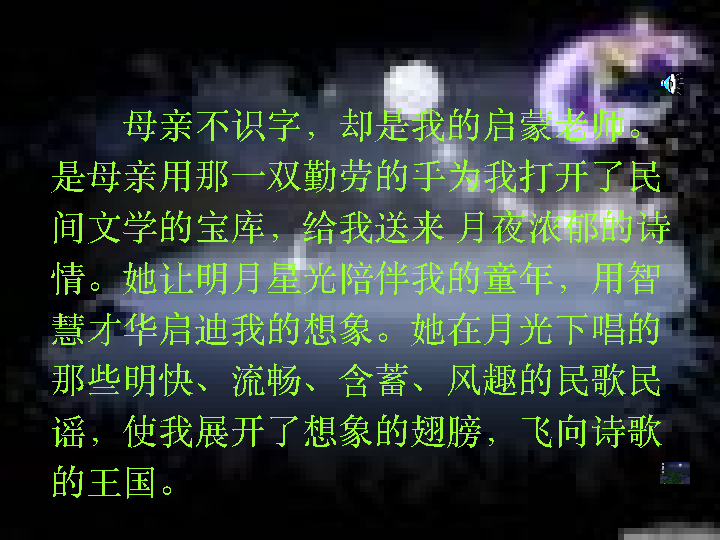 母亲不识字，却是我的启蒙老师。
是母亲用那一双勤劳的手为我打开了民
间文学的宝库，给我送来 月夜浓郁的诗
情。她让明月星光陪伴我的童年，用智
慧才华启迪我的想象。她在月光下唱的
那些明快、流畅、含蓄、风趣的民歌民
谣，使我展开了想象的翅膀，飞向诗歌
的王国。